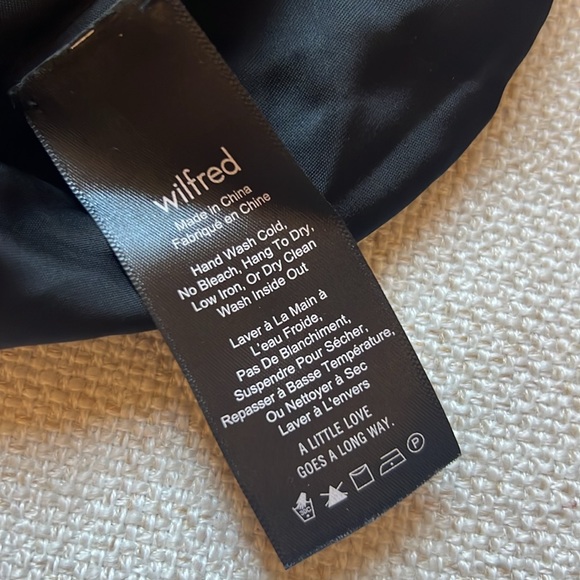 wilfred
Made In China
Fabriqué en Chine
Hand Wash Cold,
No Bleach, Hang To Dry,
Low Iron, Or Dry Clean
Wash Inside Out
Laver à La Main à
L'eau Froide,
Pas De Blanchiment,
Suspendre Pour Sécher,
Repasser à Basse Température,
Ou Nettoyer à Sec
Laver à L'envers
A LITTLE LOVE
GOES A LONG WAY.
30C
P